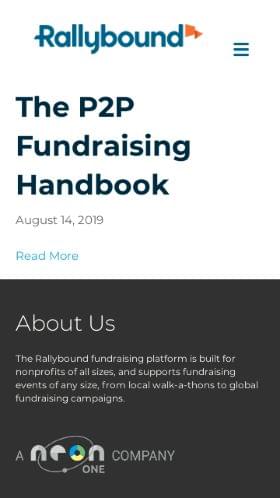 Rallybound
The P2P
Fundraising
Handbook
August 14, 2019
Read More
About Us
The Rallybound fundraising platform is built for
nonprofits of all sizes, and supports fundraising
events of any size, from local walk-a-thons to global
fundraising campaigns.
A neon ONE COMPANY